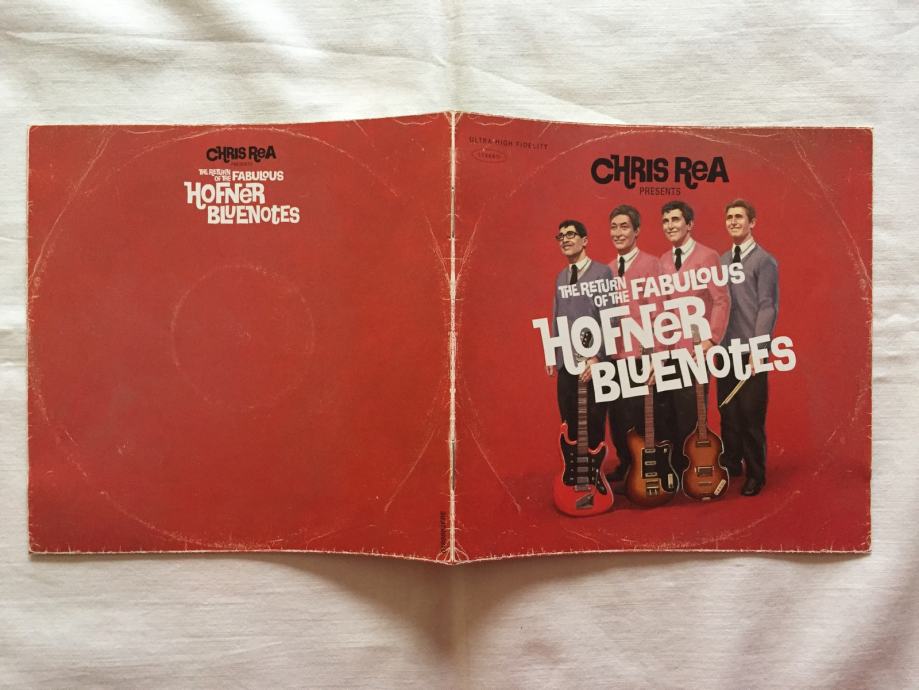 CHRIS REA
PRESENTS
THE RETURN
OF THE FABULOUS
HOFNER
BLUENOTES
ULTRA HIGH FIDELITY
STEREO
CHRIS REA
PRESENTS
THE RETURN
OF THE FABULOUS
HOFNER
BLUENOTES